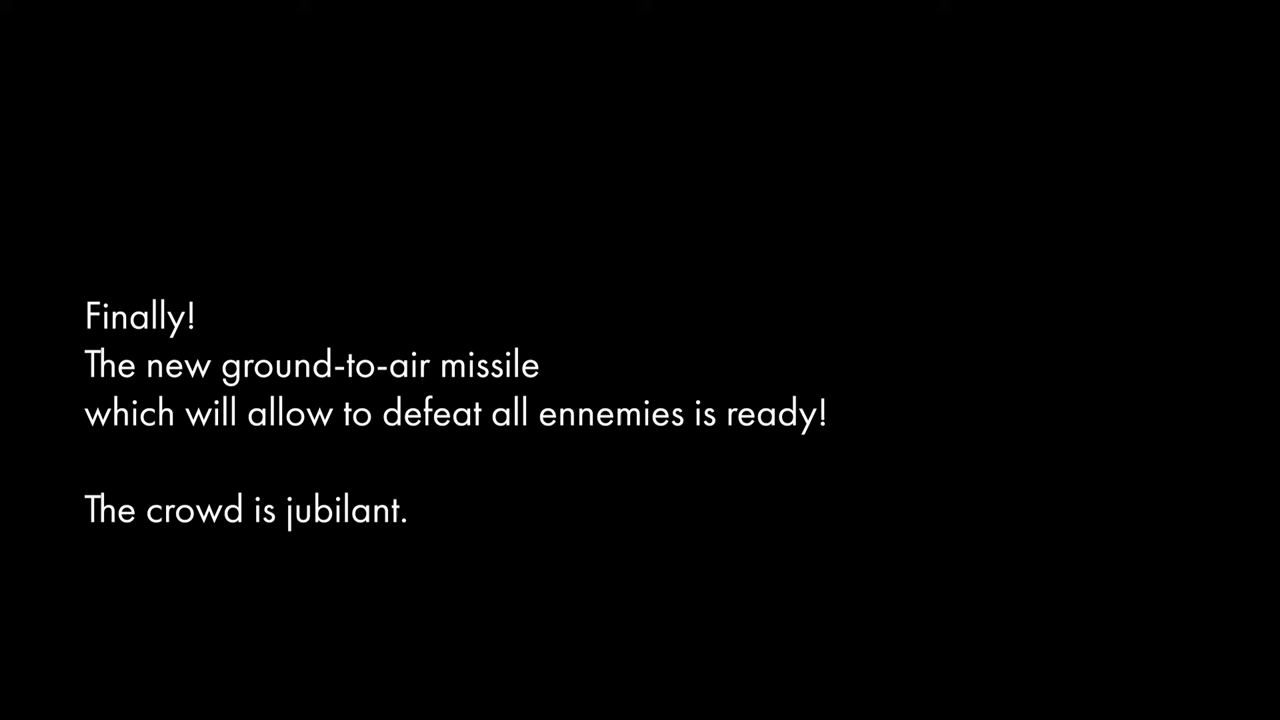 Finally!
The new ground-to-air missile
which will allow to defeat all ennemies is ready!
The crowd is jubilant.